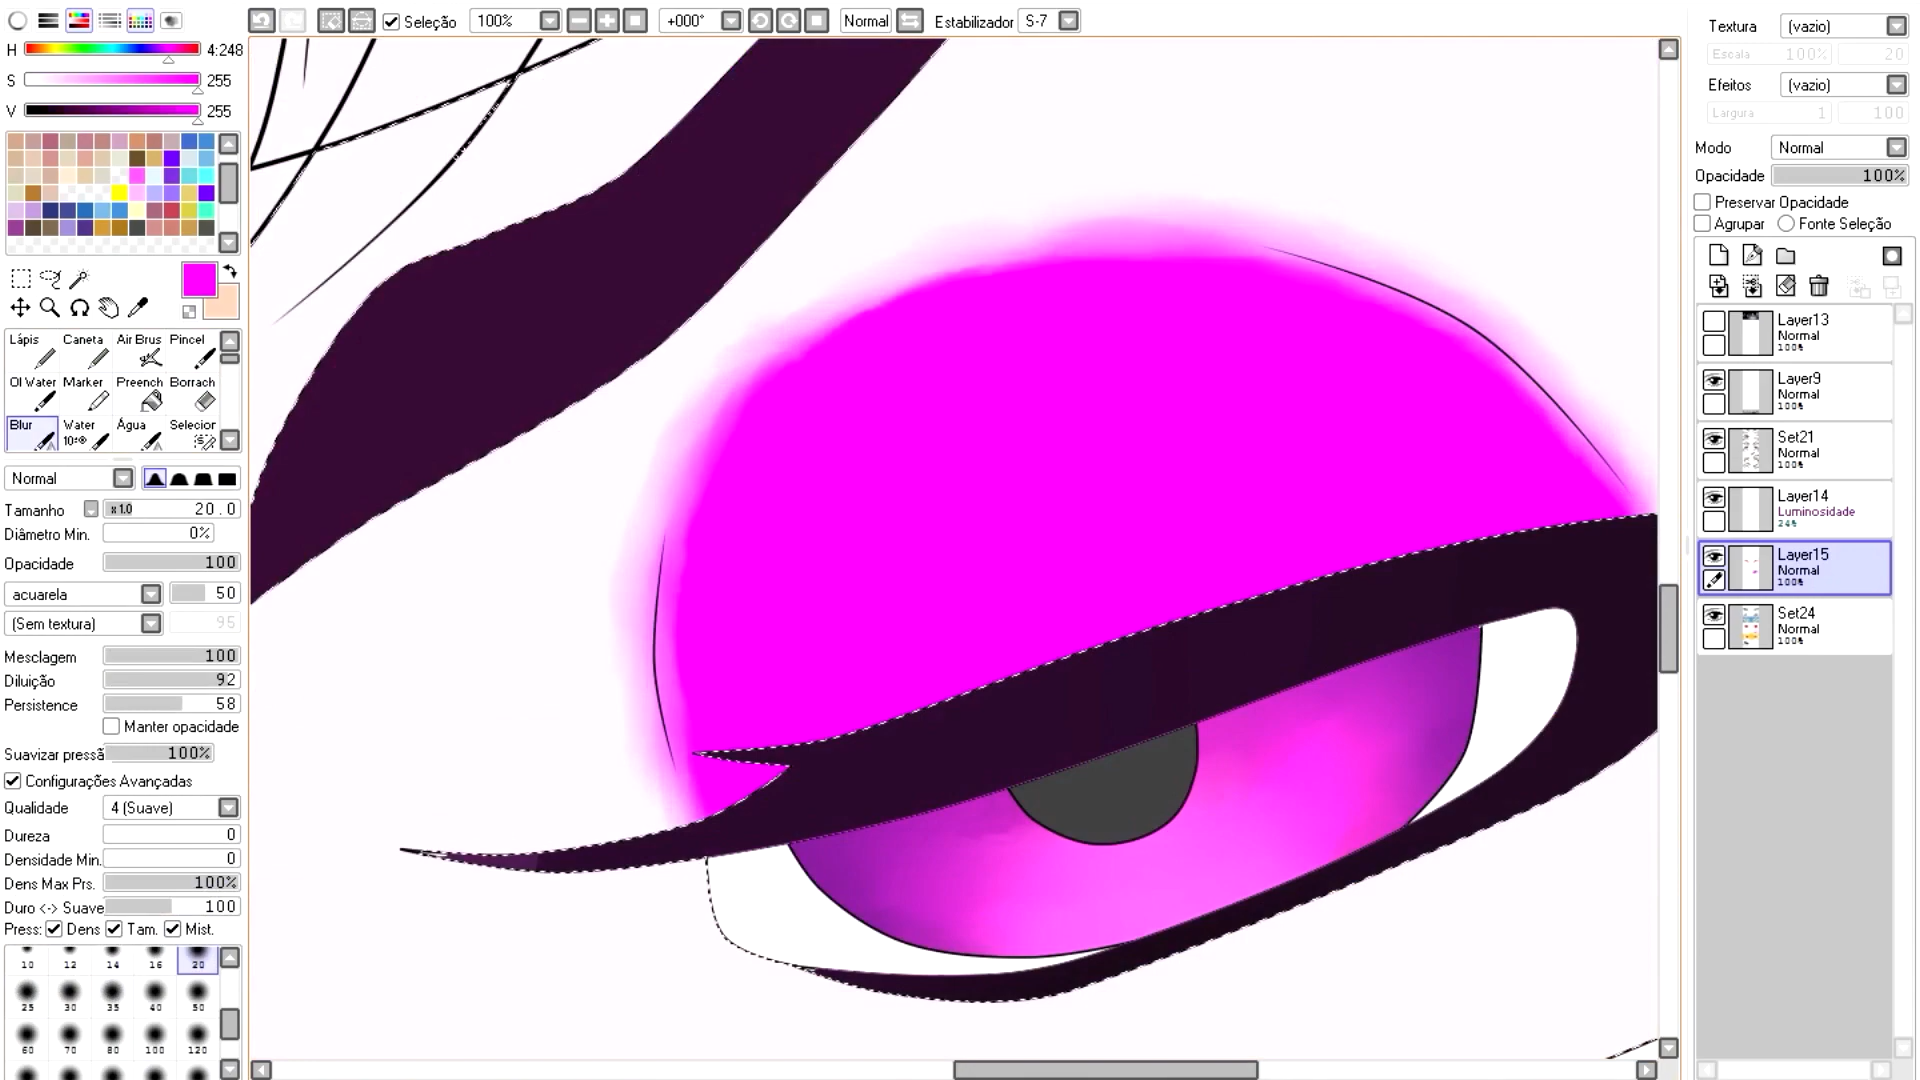 Seleção 100% +000° Normal Estabilizador S-7
H 4:248
S 255
V 255
Lápis Caneta Air Brus Pincel
Ol Water Marker Preench Borrach
Blur Water Água Selecior
10
Normal
Tamanho x 1.0 20.0
Diâmetro Min. 0%
Opacidade 100
acuarela 50
(Sem textura) 95
Mesclagem 100
Diluição 92
Persistence 58
Manter opacidade
Suavizar pressã 100%
Configurações Avançadas
Qualidade 4 (Suave)
Dureza 0
Densidade Min. 0
Dens Max Prs. 100%
Duro <-> Suave 100
Press: Dens Tam. Mist.
10 12 14 16 20
25 30 35 40 50
60 70 80 100 120
Textura (vazio)
Escala 100% 20
Efeitos (vazio)
Largura 1 100
Modo Normal
Opacidade 100%
Preservar Opacidade
Agrupar Fonte Seleção
Layer13
Normal
100%
Layer9
Normal
100%
Set21
Normal
100%
Layer14
Luminosidade
24%
Layer15
Normal
100%
Set24
Normal
100%